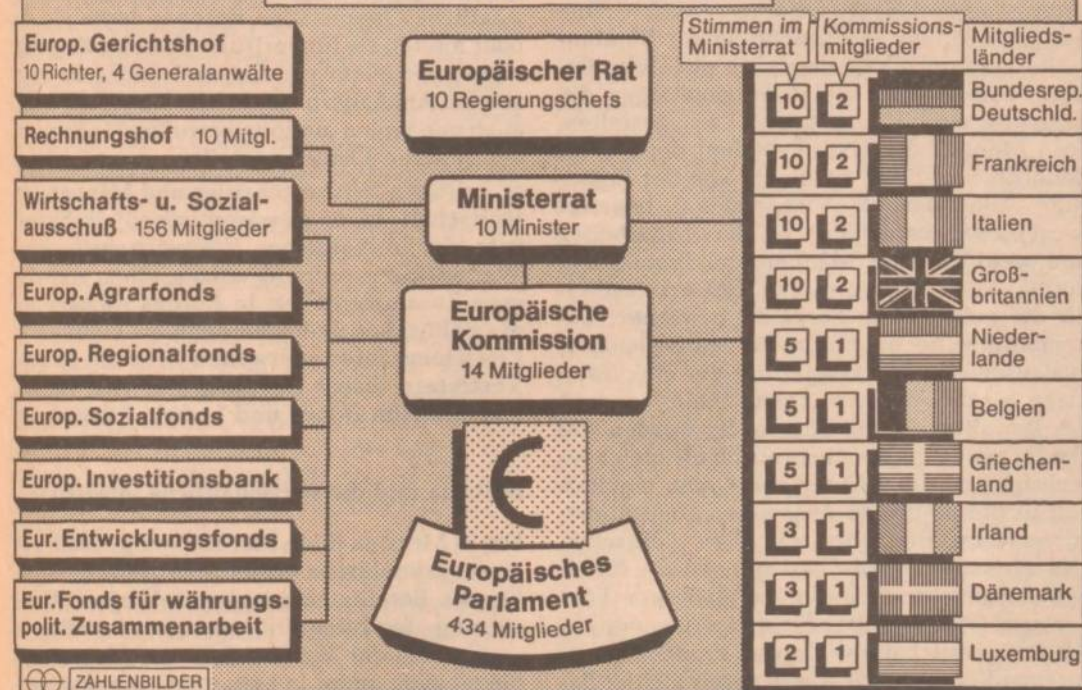 Europ. Gerichtshof
10 Richter, 4 Generalanwälte
Rechnungshof 10 Mitgl.
Wirtschafts- u. Sozial-
ausschuß 156 Mitglieder
Europ. Agrarfonds
Europ. Regionalfonds
Europ. Sozialfonds
Europ. Investitionsbank
Eur. Entwicklungsfonds
Eur. Fonds für währungs-
polit. Zusammenarbeit
ZAHLENBILDER
Europäischer Rat
10 Regierungschefs
Ministerrat
10 Minister
Europäische
Kommission
14 Mitglieder
Europäisches
Parlament
434 Mitglieder
Stimmen im
Ministerrat
Kommissions-
mitglieder
Mitglieds-
länder
10 2 Bundesrep.
Deutschld.
10 2 Frankreich
10 2 Italien
10 2 Groß-
britannien
5 1 Nieder-
lande
5 1 Belgien
5 1 Griechen-
land
3 1 Irland
3 1 Dänemark
2 1 Luxemburg